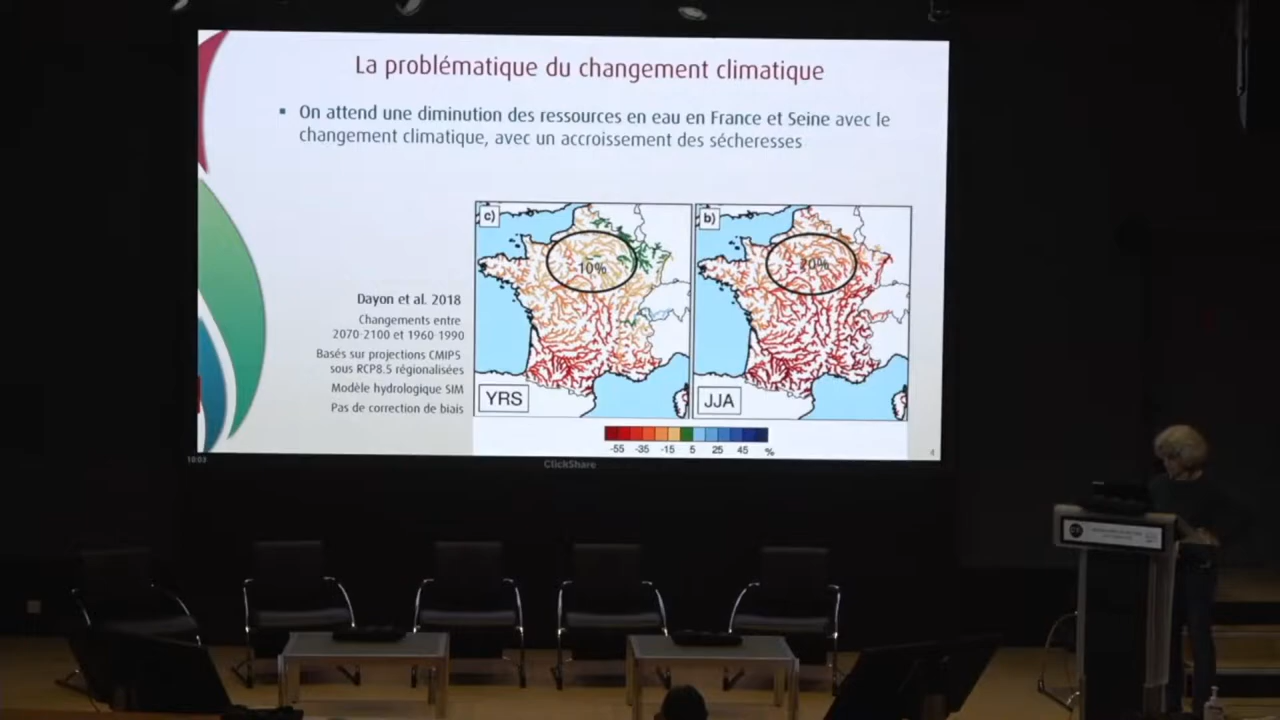 La problématique du changement climatique
▪ On attend une diminution des ressources en eau en France et Seine avec le
changement climatique, avec un accroissement des sécheresses
c)
b)
10%
20%
Dayon et al. 2018
Changements entre
2070-2100 et 1960-1990
Basés sur projections CMIP5
sous RCP8.5 régionalisées
Modèle hydrologique SIM
Pas de correction de biais
YRS
JJA
-55 -35 -15 5 25 45 %
4
10:03
ClickShare